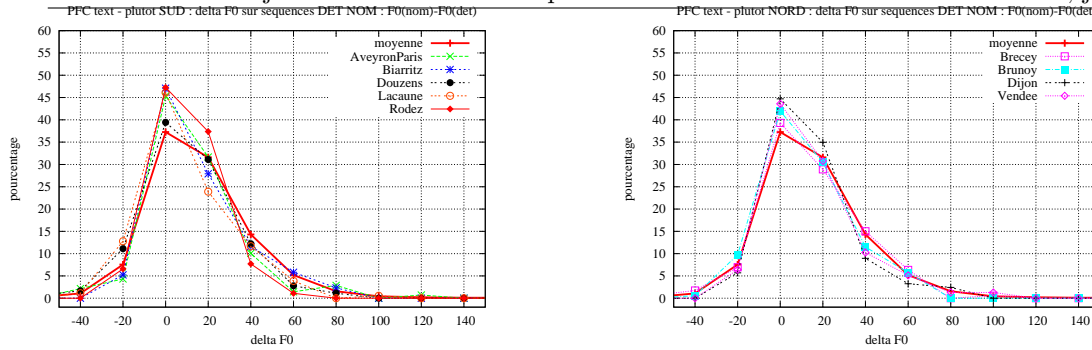 PFC text - plutot SUD : delta F0 sur sequences DET NOM : F0(nom)-F0(det)
60
55
50
45
40
35
30
25
20
15
10
5
0
pourcentage
moyenne
AveyronParis
Biarritz
Douzens
Lacaune
Rodez
-40 -20 0 20 40 60 80 100 120 140
delta F0
PFC text - plutot NORD : delta F0 sur sequences DET NOM : F0(nom)-F0(det)
60
55
50
45
40
35
30
25
20
15
10
5
0
pourcentage
moyenne
Brecey
Brunoy
Dijon
Vendee
-40 -20 0 20 40 60 80 100 120 140
delta F0